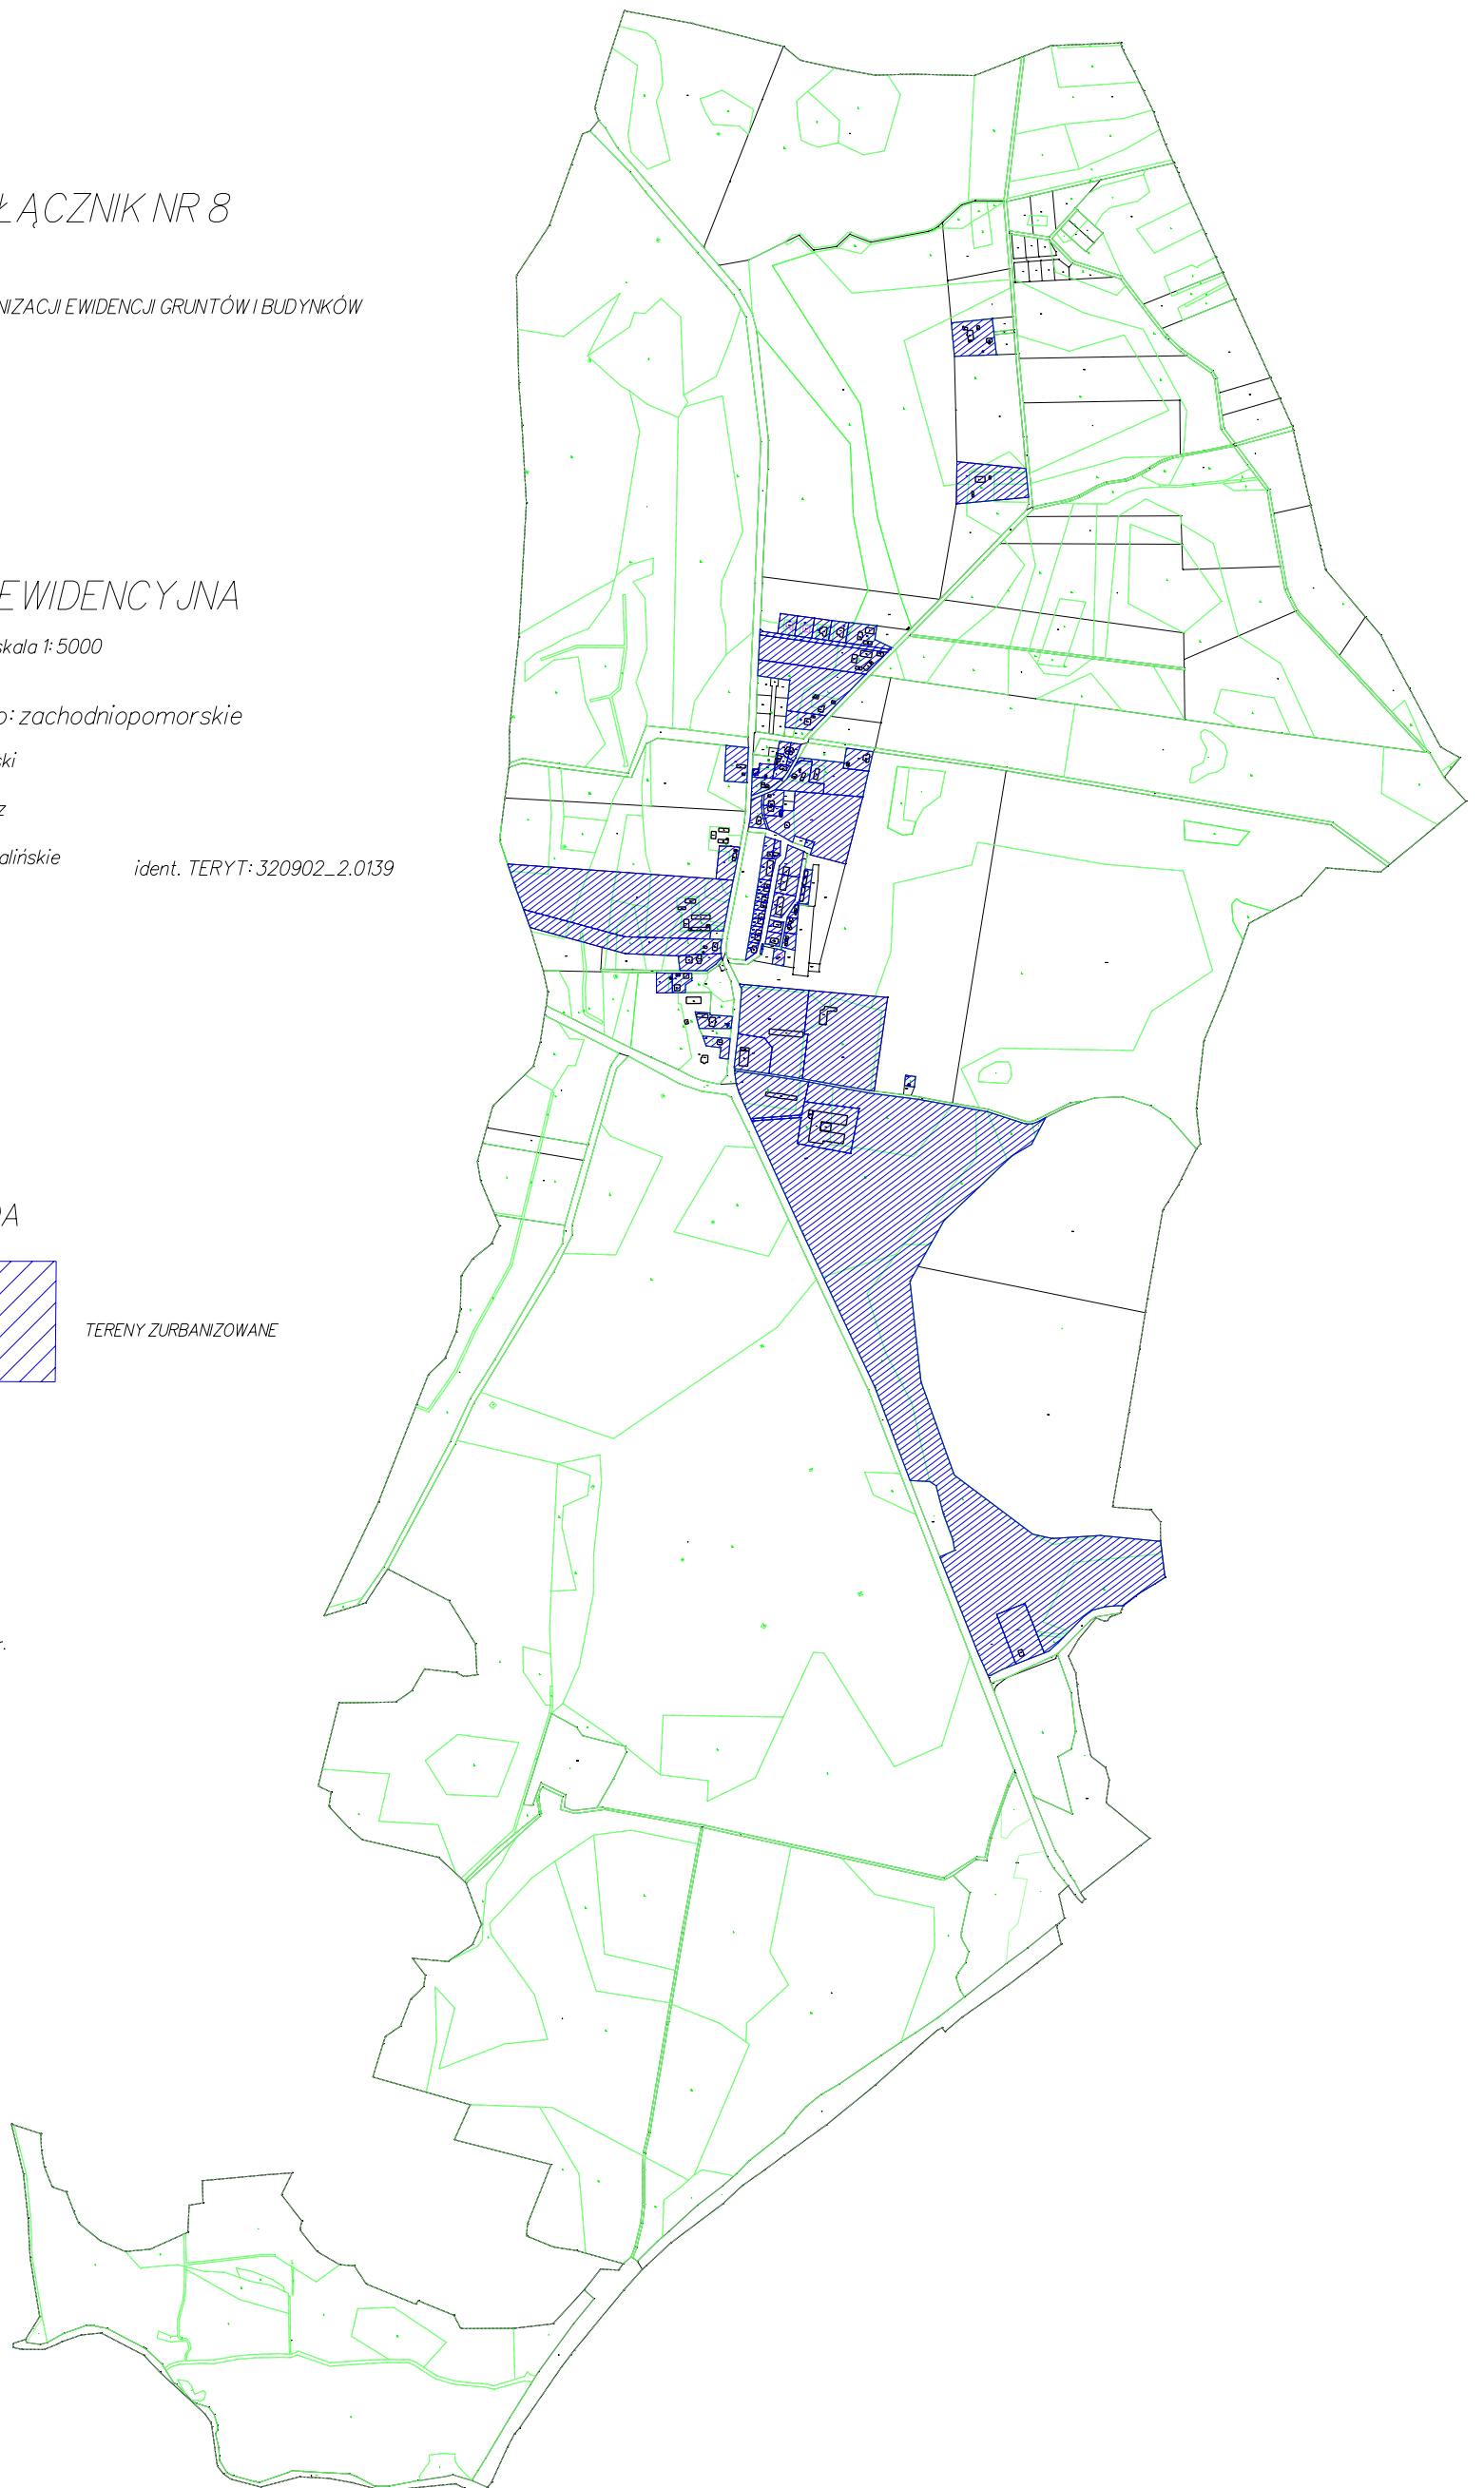 ŁĄCZNIK NR 8
NIZACJI EWIDENCJI GRUNTÓW I BUDYNKÓW
EWIDENCYJNA
skala 1: 5000
o: zachodniopomorskie
ski
z
alińskie
ident. TERYT: 320902_2.0139
DA
TERENY ZURBANIZOWANE
r.